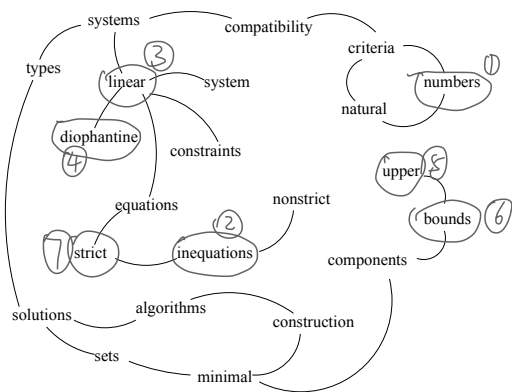 systems
compatibility
criteria
types
3
linear
system
1
numbers
natural
diophantine
4
constraints
upper 5
equations
nonstrict
2
bounds 6
7 strict
inequations
components
algorithms
solutions
construction
sets
minimal